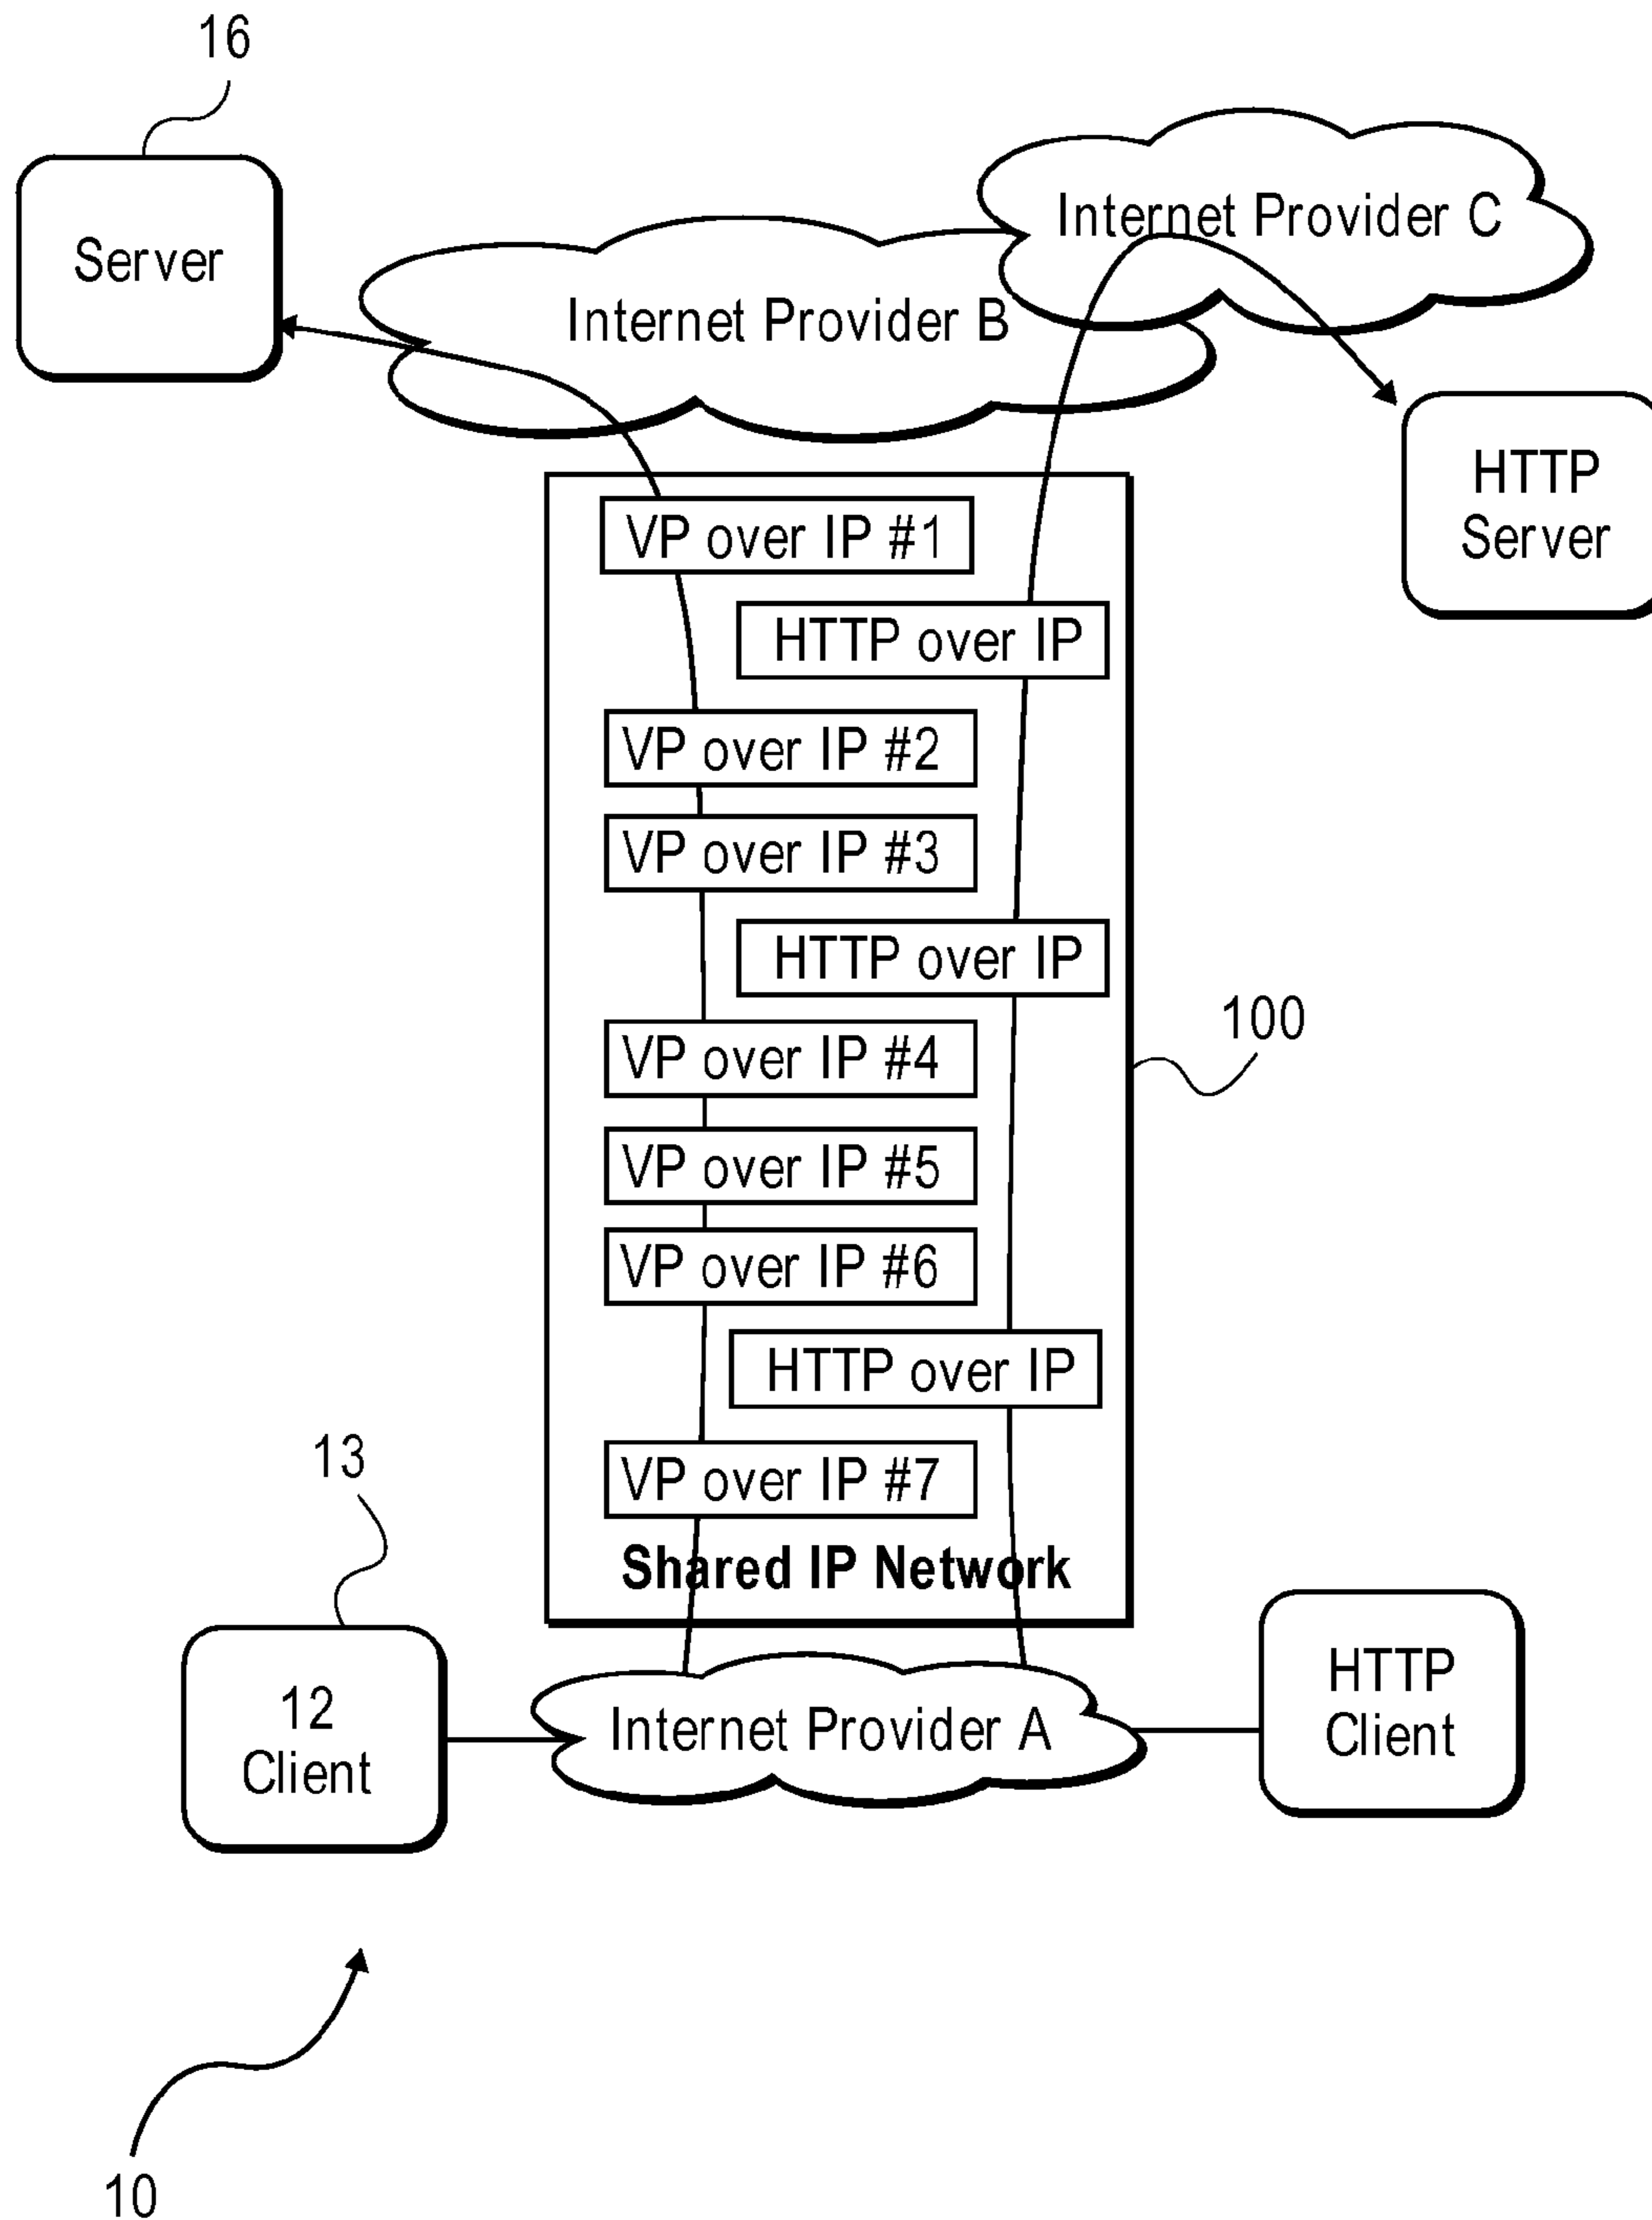 16
Server
Internet Provider C
Internet Provider B
HTTP
Server
VP over IP #1
HTTP over IP
VP over IP #2
VP over IP #3
HTTP over IP
100
VP over IP #4
VP over IP #5
VP over IP #6
HTTP over IP
13
VP over IP #7
Shared IP Network
12
Client
Internet Provider A
HTTP
Client
10